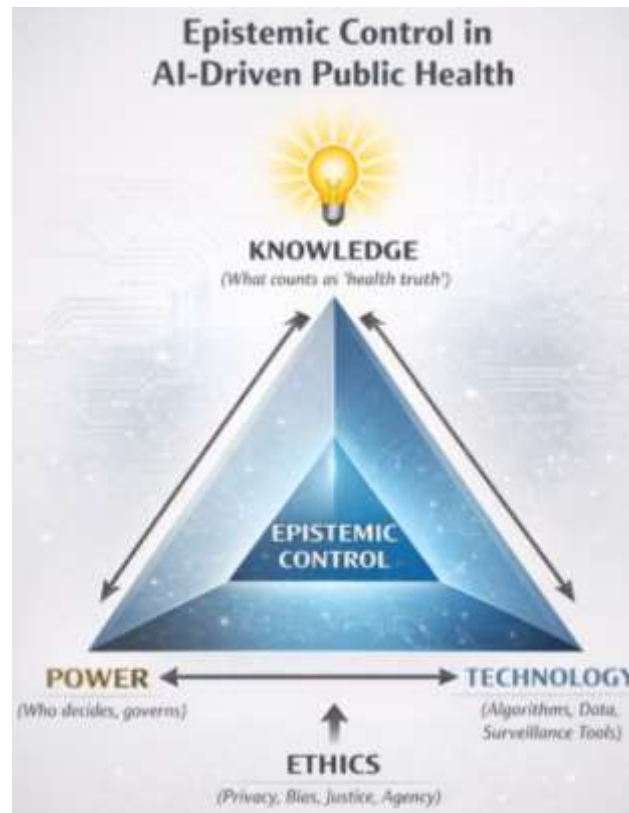 Epistemic Control in
AI-Driven Public Health
KNOWLEDGE
(What counts as 'health truth')
EPISTEMIC
CONTROL
POWER
TECHNOLOGY
(Who decides, governs)
(Algorithms, Data,
Surveillance Tools)
ETHICS
(Privacy, Bias, Justice, Agency)